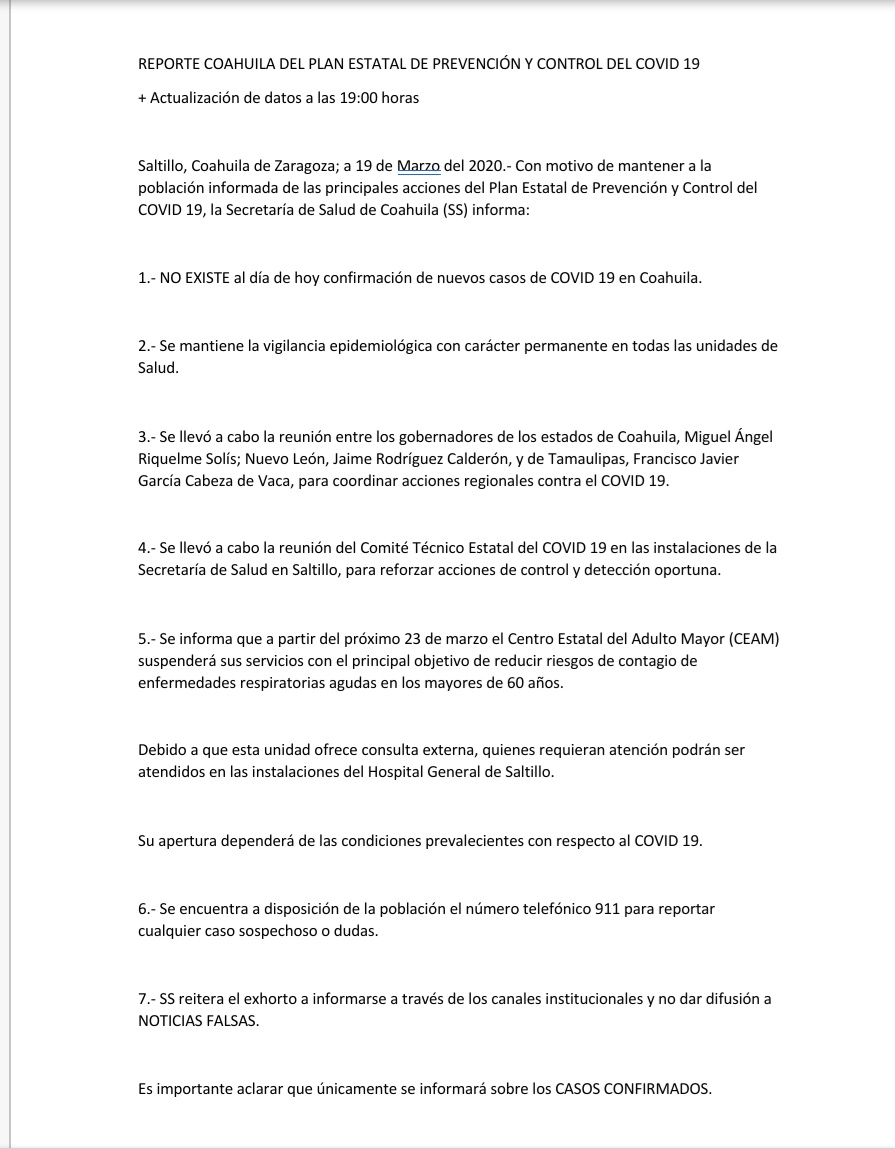 REPORTE COAHUILA DEL PLAN ESTATAL DE PREVENCIÓN Y CONTROL DEL COVID 19
+ Actualización de datos a las 19:00 horas
Saltillo, Coahuila de Zaragoza; a 19 de Marzo del 2020.- Con motivo de mantener a la
población informada de las principales acciones del Plan Estatal de Prevención y Control del
COVID 19, la Secretaría de Salud de Coahuila (SS) informa:
1.- NO EXISTE al día de hoy confirmación de nuevos casos de COVID 19 en Coahuila.
2.- Se mantiene la vigilancia epidemiológica con carácter permanente en todas las unidades de
Salud.
3.- Se llevó a cabo la reunión entre los gobernadores de los estados de Coahuila, Miguel Ángel
Riquelme Solís; Nuevo León, Jaime Rodríguez Calderón, y de Tamaulipas, Francisco Javier
García Cabeza de Vaca, para coordinar acciones regionales contra el COVID 19.
4.- Se llevó a cabo la reunión del Comité Técnico Estatal del COVID 19 en las instalaciones de la
Secretaría de Salud en Saltillo, para reforzar acciones de control y detección oportuna.
5.- Se informa que a partir del próximo 23 de marzo el Centro Estatal del Adulto Mayor (CEAM)
suspenderá sus servicios con el principal objetivo de reducir riesgos de contagio de
enfermedades respiratorias agudas en los mayores de 60 años.
Debido a que esta unidad ofrece consulta externa, quienes requieran atención podrán ser
atendidos en las instalaciones del Hospital General de Saltillo.
Su apertura dependerá de las condiciones prevalecientes con respecto al COVID 19.
6.- Se encuentra a disposición de la población el número telefónico 911 para reportar
cualquier caso sospechoso o dudas.
7.- SS reitera el exhorto a informarse a través de los canales institucionales y no dar difusión a
NOTICIAS FALSAS.
Es importante aclarar que únicamente se informará sobre los CASOS CONFIRMADOS.